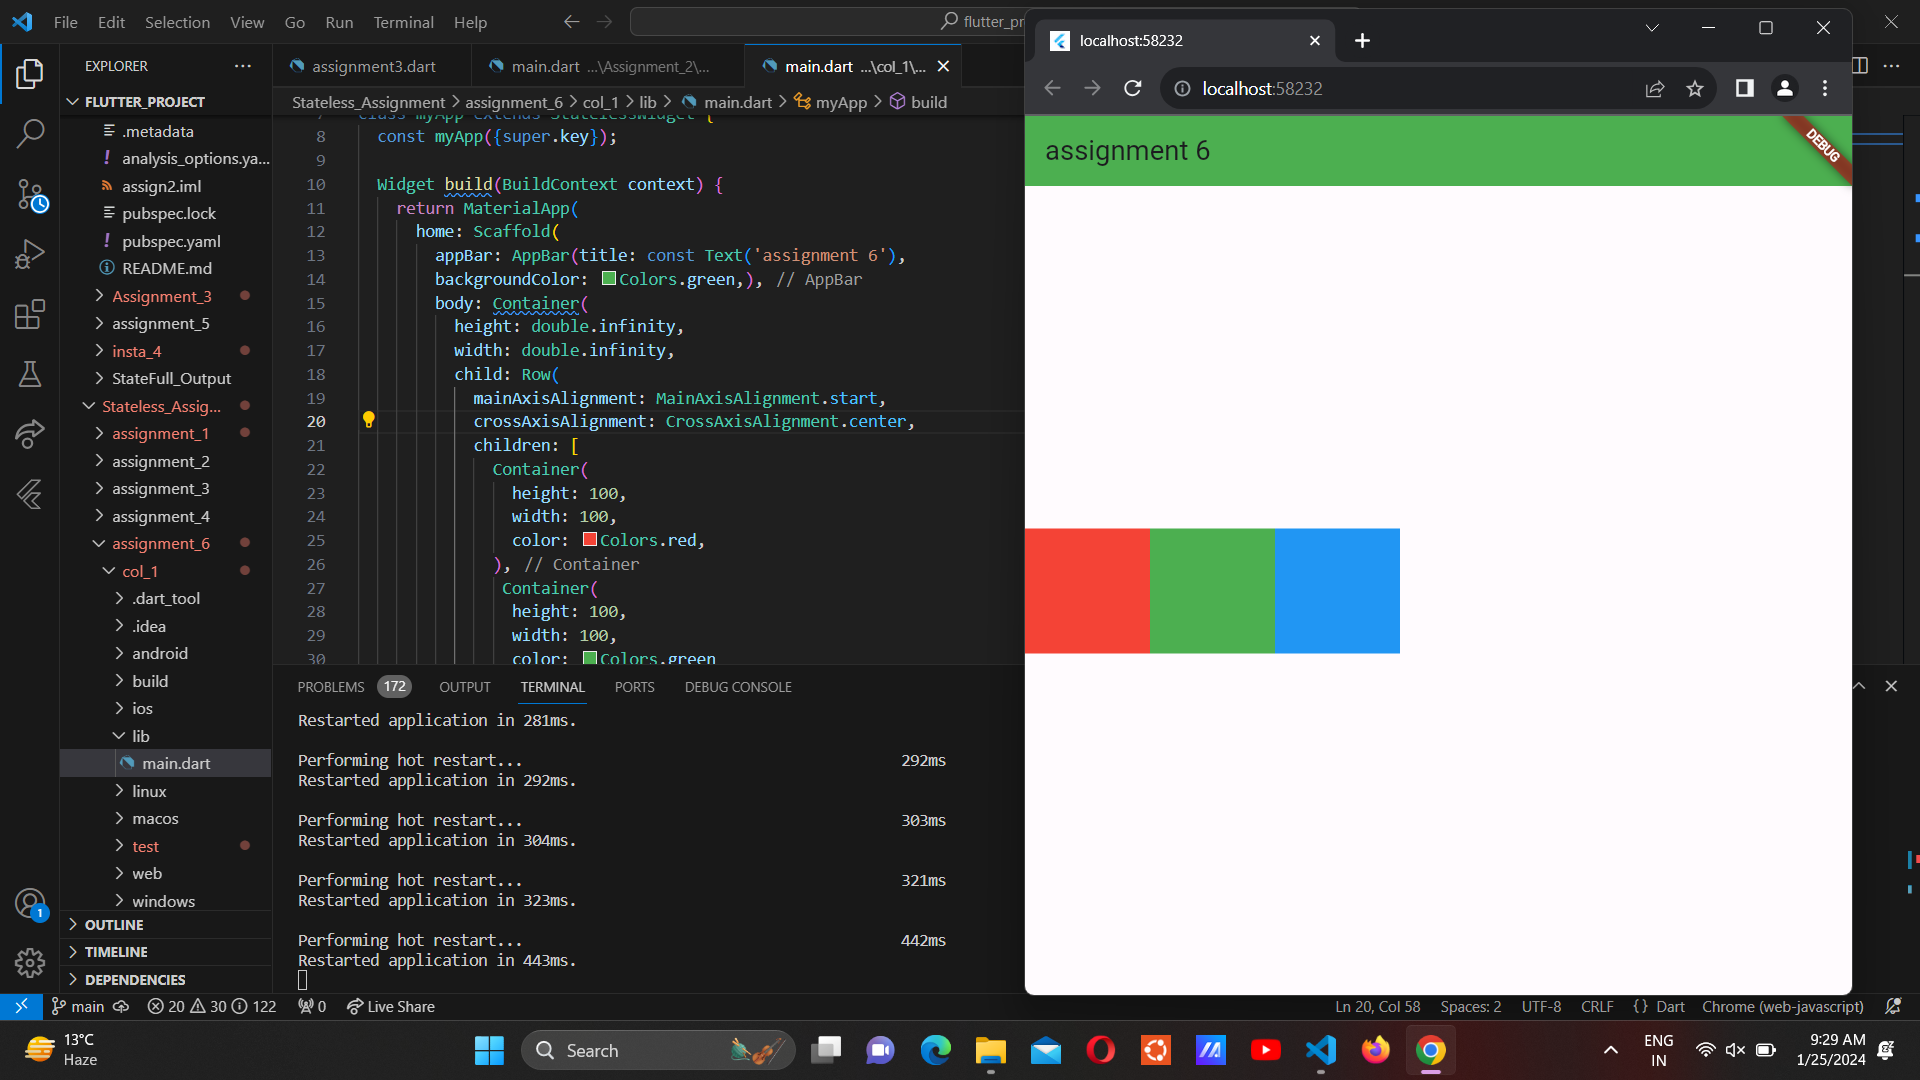 File Edit Selection View Go Run Terminal Help
flutter_pr
EXPLORER
FLUTTER_PROJECT
.metadata
analysis_options.ya...
assign2.iml
pubspec.lock
pubspec.yaml
README.md
Assignment_3
assignment_5
insta_4
StateFull_Output
Stateless_Assig...
assignment_1
assignment_2
assignment_3
assignment_4
assignment_6
col_1
.dart_tool
.idea
android
build
ios
lib
main.dart
linux
macos
test
web
windows
OUTLINE
TIMELINE
DEPENDENCIES
assignment3.dart main.dart ...\Assignment_2\... main.dart ...\col_1\...
Stateless_Assignment > assignment_6 > col_1 > lib > main.dart > myApp > build
7 class myApp extends StatelessWidget {
8 const myApp({super.key});
9
10 Widget build(BuildContext context) {
11 return MaterialApp(
12 home: Scaffold(
13 appBar: AppBar(title: const Text('assignment 6'),
14 backgroundColor: Colors.green,), // AppBar
15 body: Container(
16 height: double.infinity,
17 width: double.infinity,
18 child: Row(
19 mainAxisAlignment: MainAxisAlignment.start,
20 crossAxisAlignment: CrossAxisAlignment.center,
21 children: [
22 Container(
23 height: 100,
24 width: 100,
25 color: Colors.red,
26 ), // Container
27 Container(
28 height: 100,
29 width: 100,
30 color: Colors.green
PROBLEMS 172 OUTPUT TERMINAL PORTS DEBUG CONSOLE
Restarted application in 281ms.
Performing hot restart... 292ms
Restarted application in 292ms.
Performing hot restart... 303ms
Restarted application in 304ms.
Performing hot restart... 321ms
Restarted application in 323ms.
Performing hot restart... 442ms
Restarted application in 443ms.
localhost:58232
localhost:58232
assignment 6
DEBUG
1
main 20 30 122 0 Live Share
Ln 20, Col 58 Spaces: 2 UTF-8 CRLF {} Dart Chrome (web-javascript)
13°C
Haze
Search
ENG
IN
9:29 AM
1/25/2024